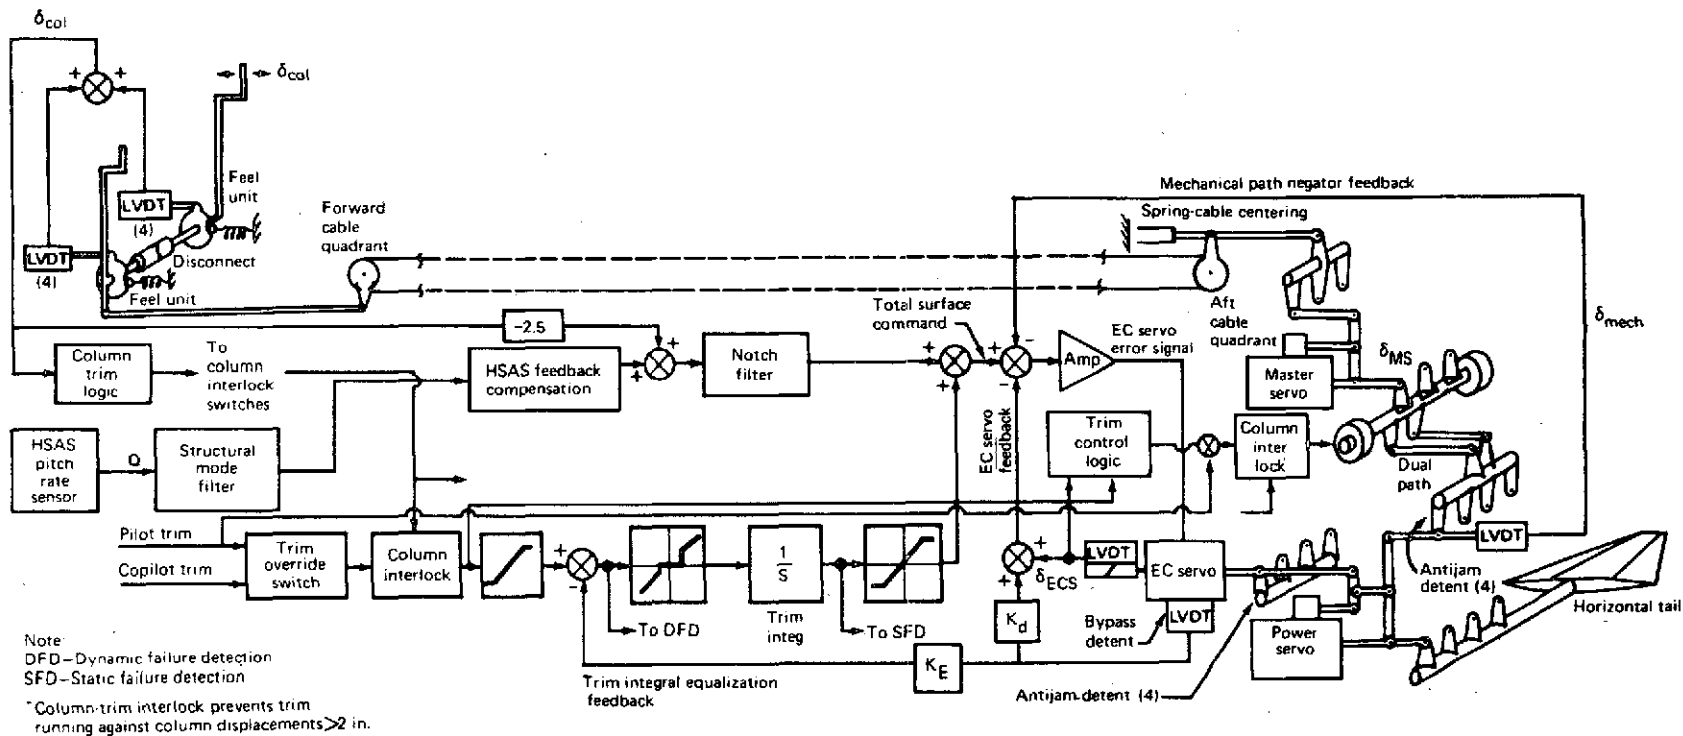 δcol
+ +
δcol
Feel
unit
LVDT
(4)
LVDT
(4)
Disconnect
Feel unit
Forward
cable
quadrant
Mechanical path negator feedback
Spring-cable centering
Aft
cable
quadrant
δmech
Total surface
command
EC servo
error signal
-2.5
Column
trim
logic
To
column
interlock
switches
HSAS feedback
compensation
+
+
Notch
filter
+
+
+
-
-
Amp
EC servo
feedback
Master
servo
δMS
HSAS
pitch
rate
sensor
Q
Structural
mode
filter
Trim
control
logic
Column
inter
lock
Dual
path
Pilot trim
Copilot trim
Trim
override
switch
Column
interlock
+
-
1
S
Trim
integ
To DFD
To SFD
+
+
δECS
LVDT
EC servo
LVDT
Bypass
detent
Kd
KE
Trim integral equalization
feedback
Power
servo
LVDT
Antijam
detent (4)
Horizontal tail
Antijam-detent (4)
Note:
DFD-Dynamic failure detection
SFD-Static failure detection
*Column-trim interlock prevents trim
running against column displacements>2 in.